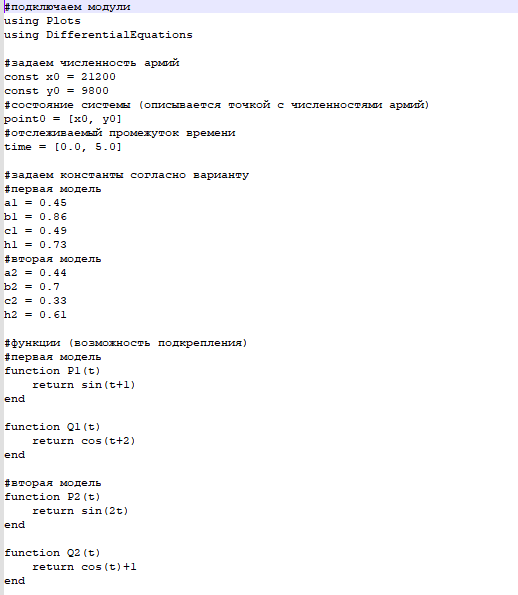 #подключаем модули
using Plots
using DifferentialEquations
#задаем численность армий
const x0 = 21200
const y0 = 9800
#состояние системы (описывается точкой с численностями армий)
point0 = [x0, y0]
#отслеживаемый промежуток времени
time = [0.0, 5.0]
#задаем константы согласно варианту
#первая модель
a1 = 0.45
b1 = 0.86
c1 = 0.49
h1 = 0.73
#вторая модель
a2 = 0.44
b2 = 0.7
c2 = 0.33
h2 = 0.61
#функции (возможность подкрепления)
#первая модель
function P1(t)
    return sin(t+1)
end
function Q1(t)
    return cos(t+2)
end
#вторая модель
function P2(t)
    return sin(2t)
end
function Q2(t)
    return cos(t)+1
end